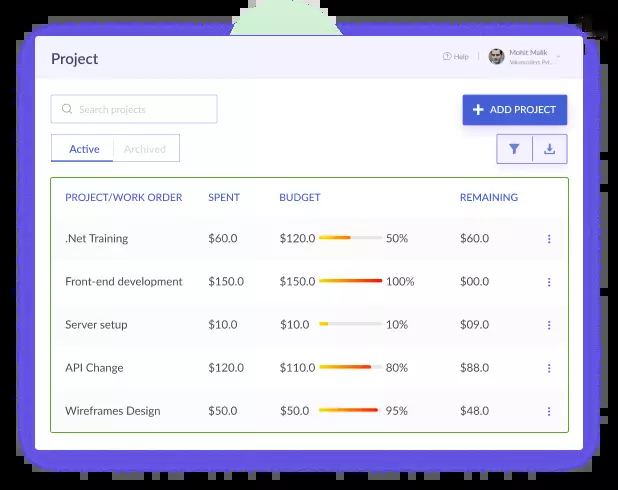 Project
Help
Mohit Malik
Search projects
+ ADD PROJECT
Active Archived
PROJECT/WORK ORDER SPENT BUDGET REMAINING
.Net Training $60.0 $120.0 50% $60.0
Front-end development $150.0 $150.0 100% $00.0
Server setup $10.0 $10.0 10% $09.0
API Change $120.0 $110.0 80% $88.0
Wireframes Design $50.0 $50.0 95% $48.0